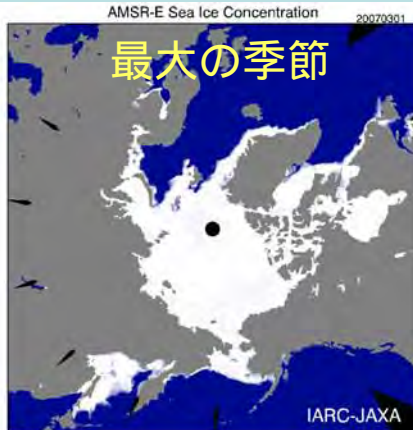 AMSR-E Sea Ice Concentration
20070301
最大の季節
IARC-JAXA